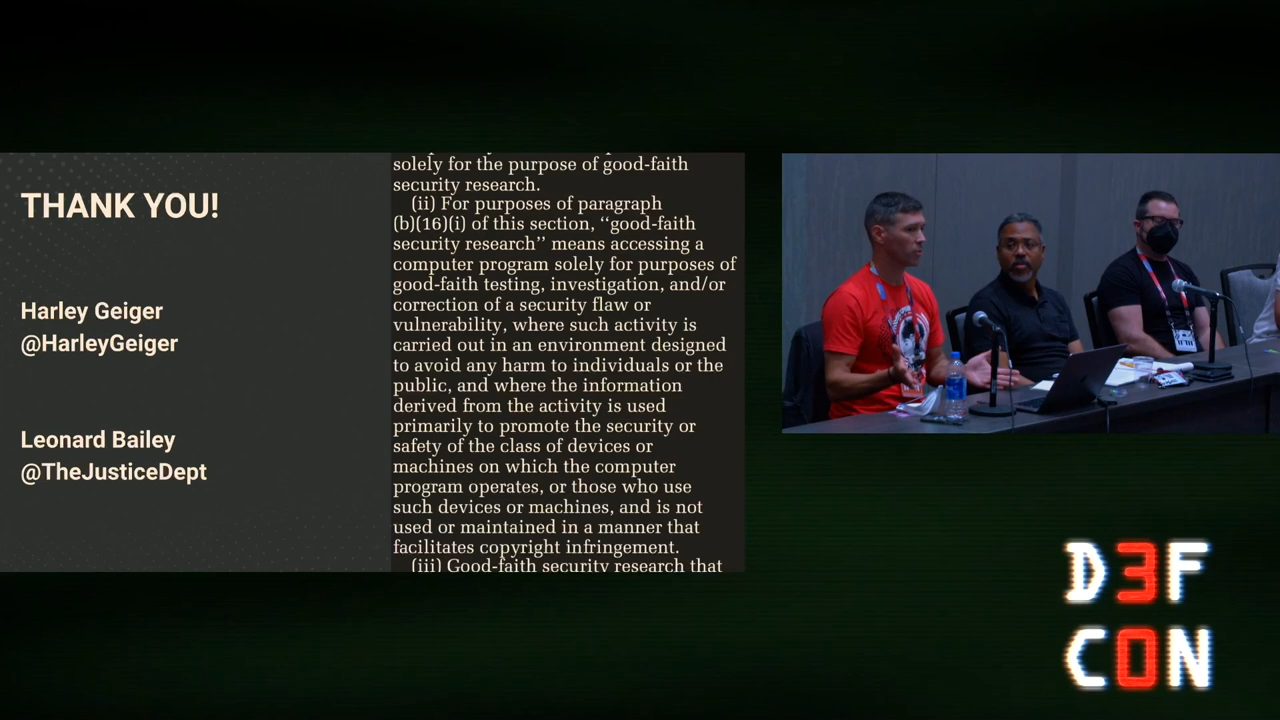 THANK YOU!
Harley Geiger
@HarleyGeiger
Leonard Bailey
@TheJusticeDept
solely for the purpose of good-faith
security research.
(ii) For purposes of paragraph
(b)(16)(i) of this section, ‘‘good-faith
security research’’ means accessing a
computer program solely for purposes of
good-faith testing, investigation, and/or
correction of a security flaw or
vulnerability, where such activity is
carried out in an environment designed
to avoid any harm to individuals or the
public, and where the information
derived from the activity is used
primarily to promote the security or
safety of the class of devices or
machines on which the computer
program operates, or those who use
such devices or machines, and is not
used or maintained in a manner that
facilitates copyright infringement.
(iii) Good-faith security research that
D3F
C0N